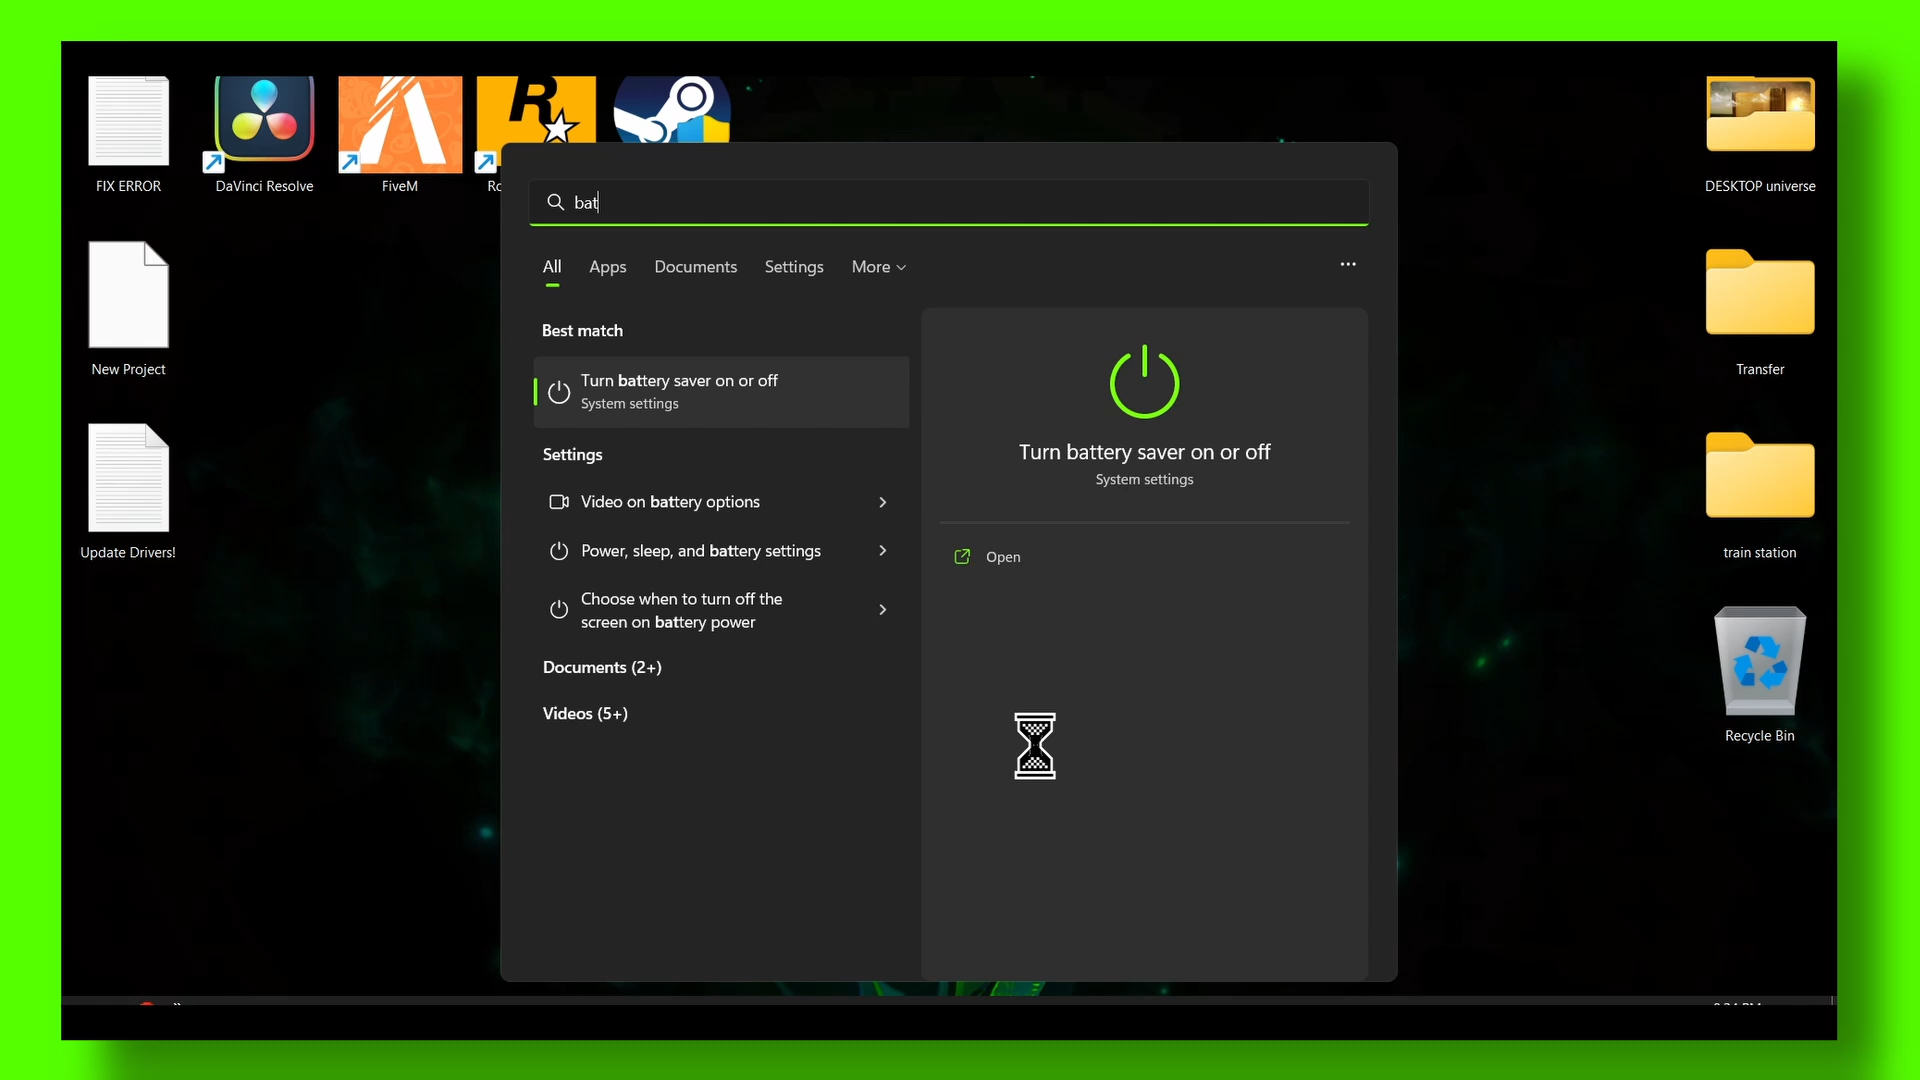 FIX ERROR
DaVinci Resolve
FiveM
R
Ro
DESKTOP universe
New Project
Transfer
Update Drivers!
train station
Recycle Bin
bat
All
Apps
Documents
Settings
More
Best match
Turn battery saver on or off
System settings
Settings
Video on battery options
Power, sleep, and battery settings
Choose when to turn off the
screen on battery power
Documents (2+)
Videos (5+)
Turn battery saver on or off
System settings
Open